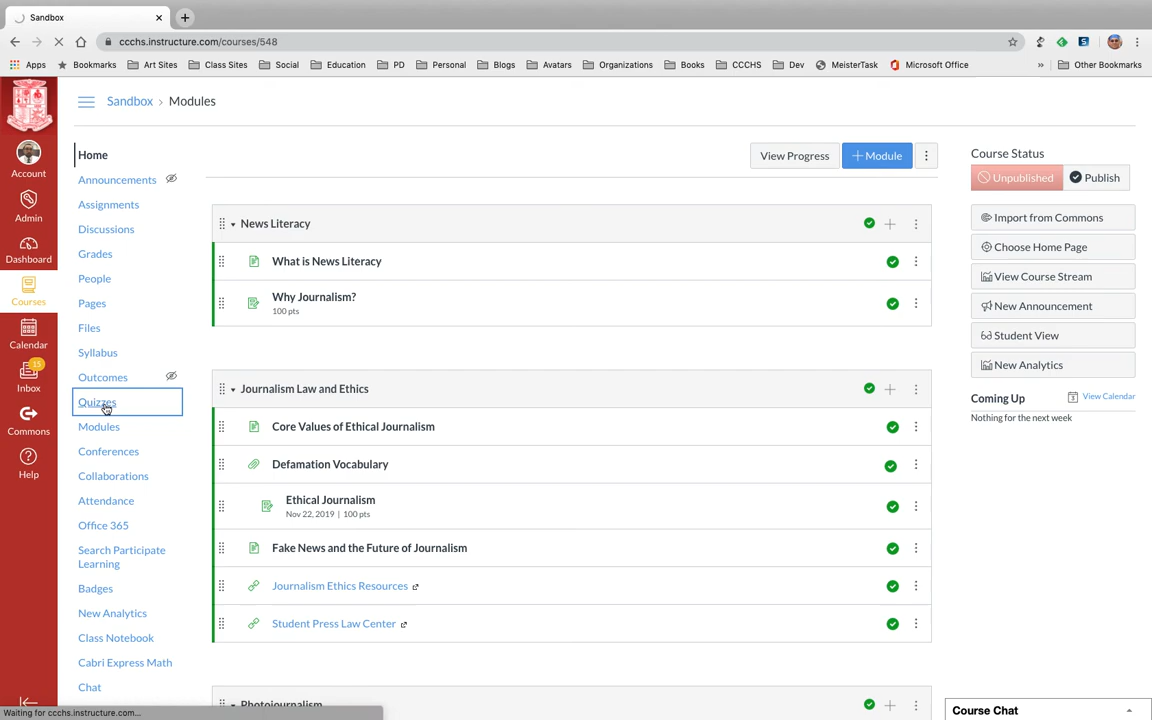 Sandbox
ccchs.instructure.com/courses/548
Apps
Bookmarks
Art Sites
Class Sites
Social
Education
PD
Personal
Blogs
Avatars
Organizations
Books
CCCHS
Dev
MeisterTask
Microsoft Office
»
Other Bookmarks
Sandbox > Modules
Account
Admin
Dashboard
Courses
Calendar
15
Inbox
Commons
Help
Home
Announcements
Assignments
Discussions
Grades
People
Pages
Files
Syllabus
Outcomes
Quizzes
Modules
Conferences
Collaborations
Attendance
Office 365
Search Participate
Learning
Badges
New Analytics
Class Notebook
Cabri Express Math
Chat
View Progress
+ Module
News Literacy
What is News Literacy
Why Journalism?
100 pts
Journalism Law and Ethics
Core Values of Ethical Journalism
Defamation Vocabulary
Ethical Journalism
Nov 22, 2019 | 100 pts
Fake News and the Future of Journalism
Journalism Ethics Resources
Student Press Law Center
Photojournalism
Course Status
Unpublished
Publish
Import from Commons
Choose Home Page
View Course Stream
New Announcement
Student View
New Analytics
Coming Up
View Calendar
Nothing for the next week
Waiting for ccchs.instructure.com...
Course Chat